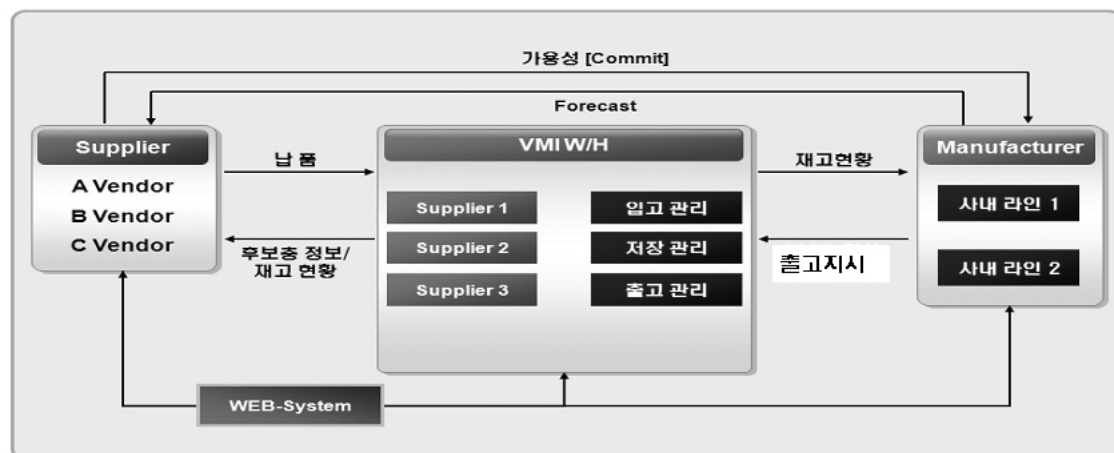 가용성 [Commit]
Forecast
Supplier
A Vendor
B Vendor
C Vendor
납 품
후보충 정보/
재고 현황
VMI W/H
Supplier 1
입고 관리
Supplier 2
저장 관리
Supplier 3
출고 관리
재고현황
출고지시
Manufacturer
사내 라인 1
사내 라인 2
WEB-System